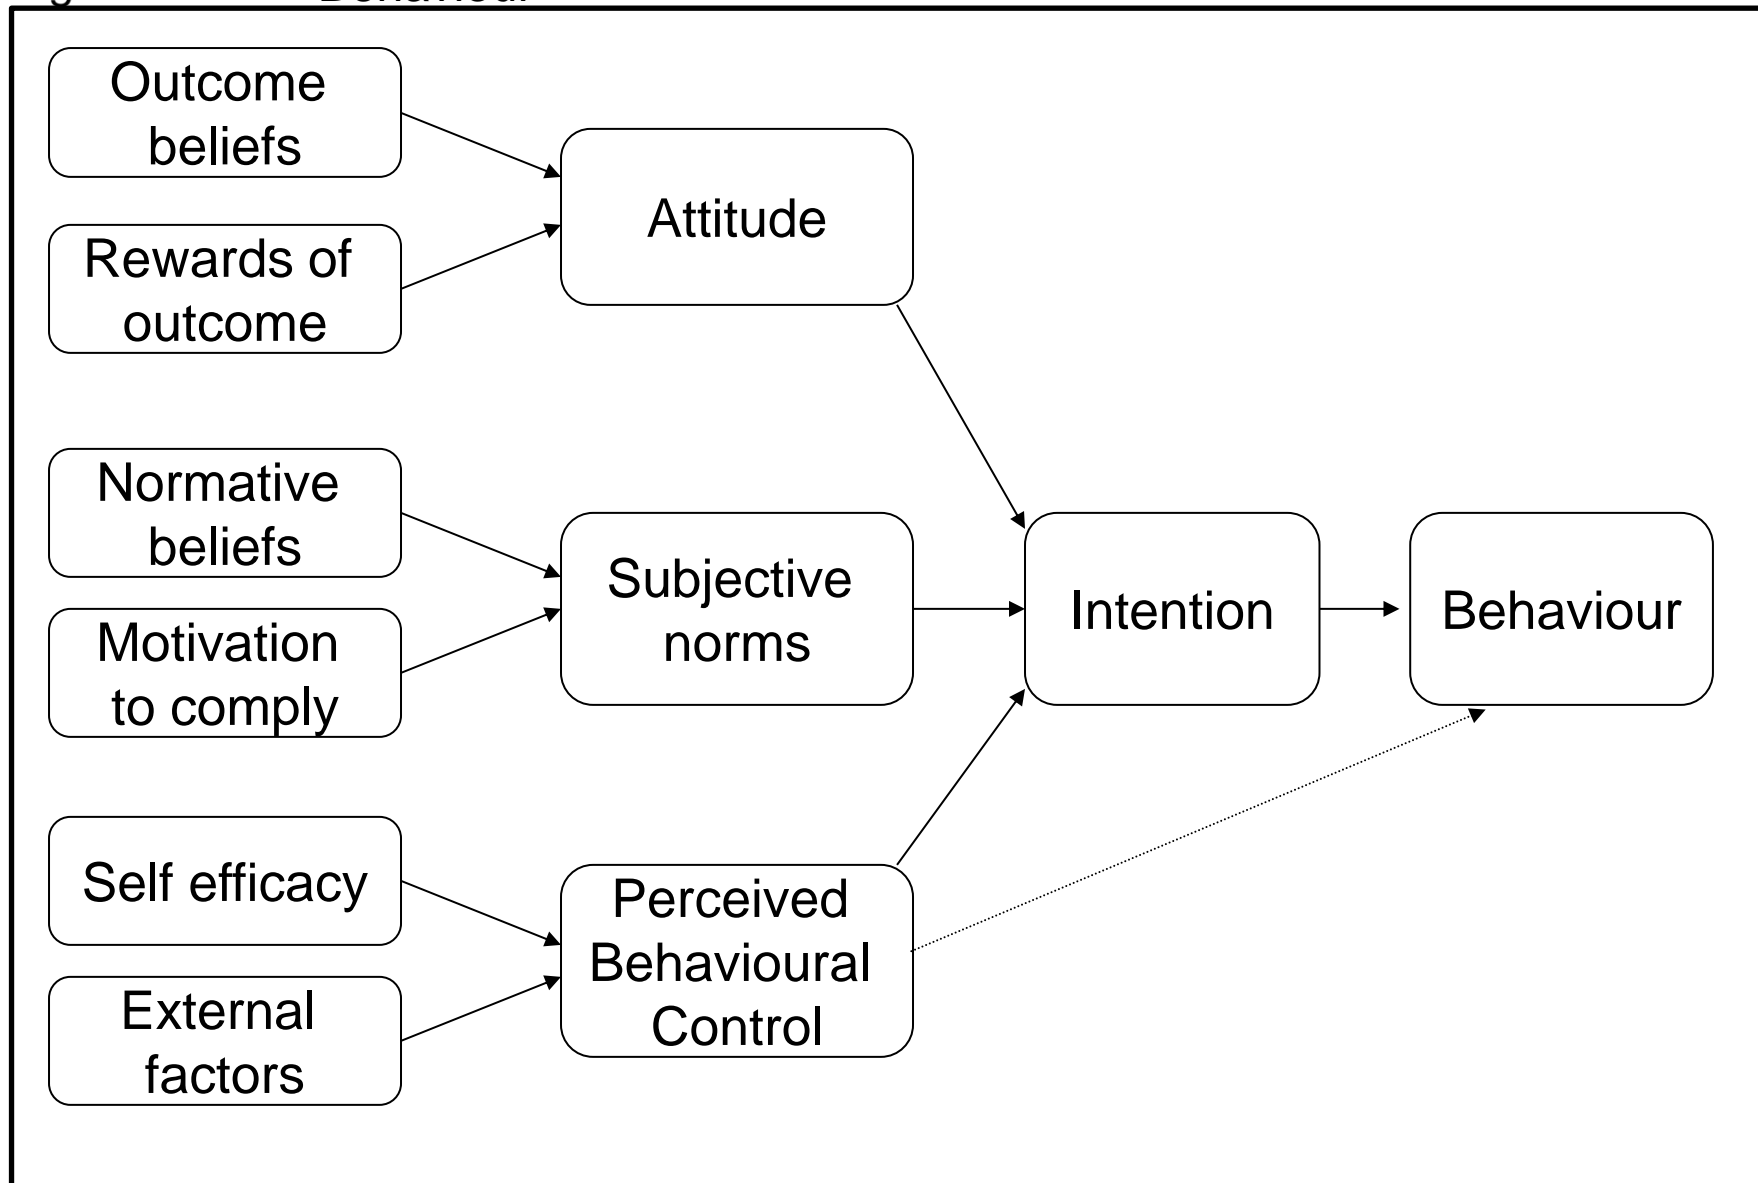 Outcome
beliefs
Rewards of
outcome
Attitude
Normative
beliefs
Motivation
to comply
Subjective
norms
Intention
Behaviour
Self efficacy
External
factors
Perceived
Behavioural
Control